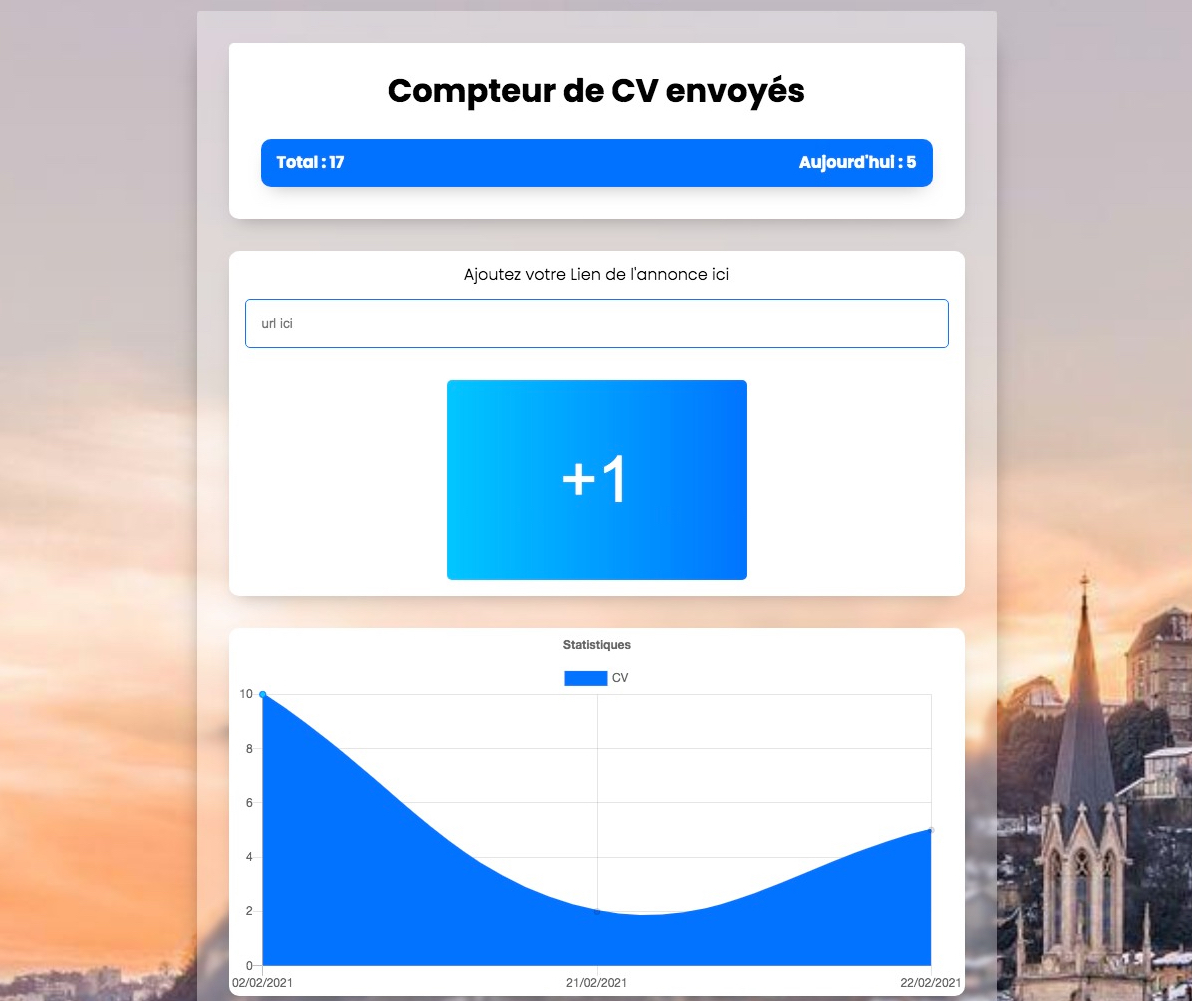 Compteur de CV envoyés
Total : 17 Aujourd'hui : 5
Ajoutez votre Lien de l'annonce ici
url ici
+1
Statistiques
CV
10
8
6
4
2
0
02/02/2021 21/02/2021 22/02/2021